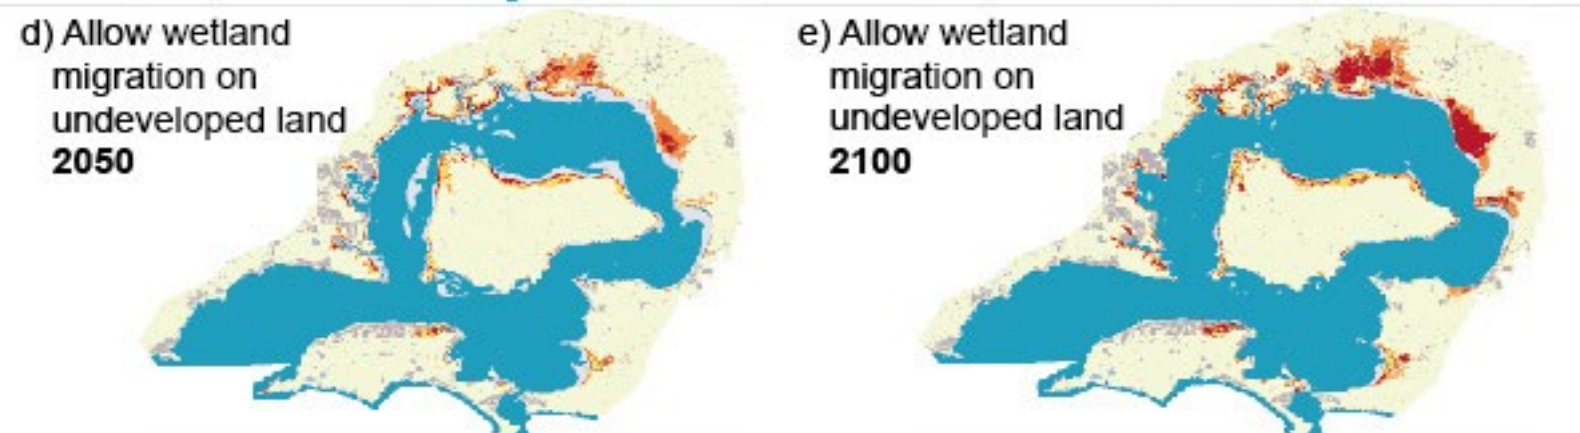 d) Allow wetland
migration on
undeveloped land
2050
e) Allow wetland
migration on
undeveloped land
2100